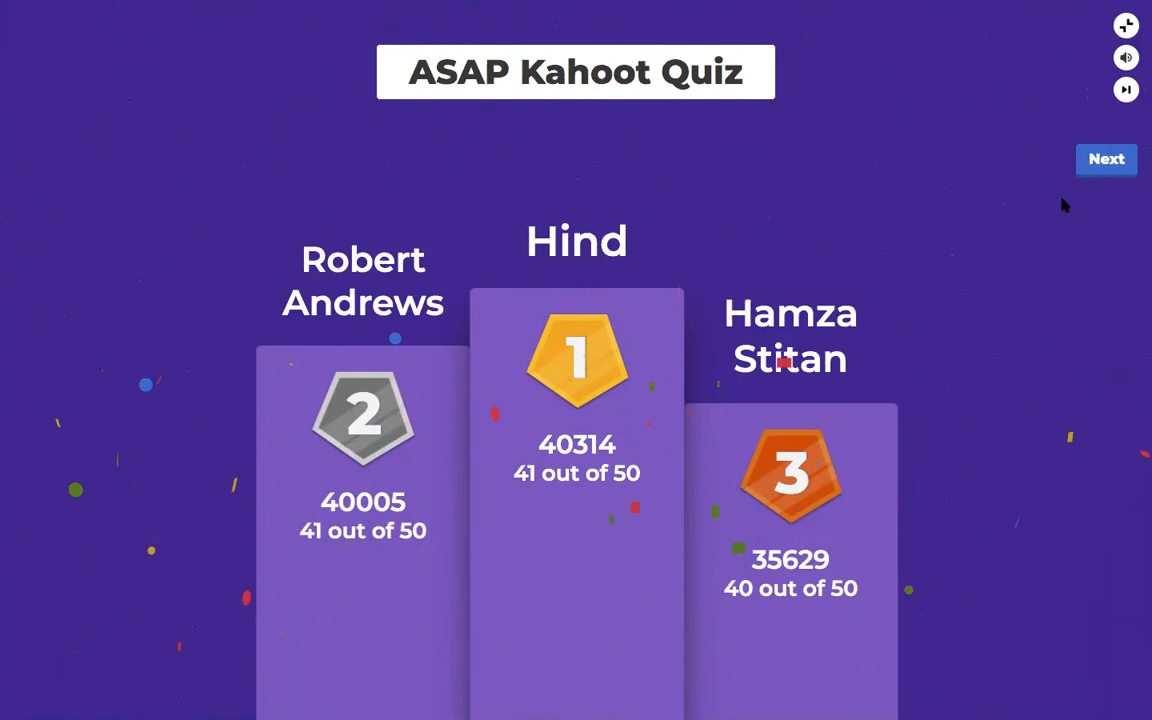 ASAP Kahoot Quiz
Next
Hind
1
40314
41 out of 50
Robert
Andrews
2
40005
41 out of 50
Hamza
Stitan
3
35629
40 out of 50